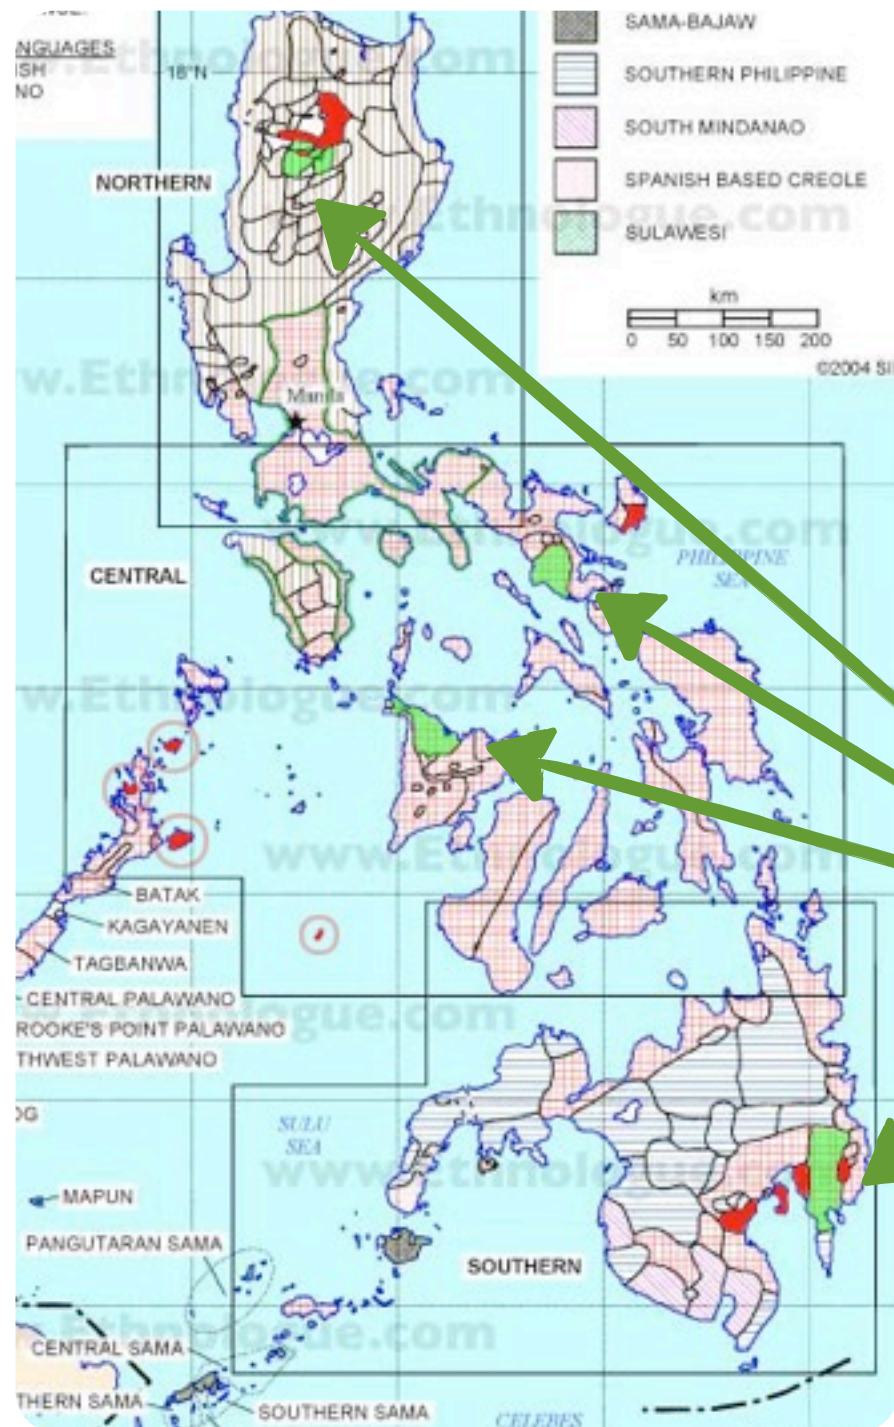 NGUAGES
ISH
NO
18°N
NORTHERN
SAMA-BAJAW
SOUTHERN PHILIPPINE
SOUTH MINDANAO
SPANISH BASED CREOLE
SULAWESI
km
0 50 100 150 200
©2004 SI
Manila
CENTRAL
PHILIPPINE
SEA
BATAK
KAGAYANEN
TAGBANWA
CENTRAL PALAWANO
ROOKE'S POINT PALAWANO
THWEST PALAWANO
OG
SULU
SEA
MAPUN
PANGUTARAN SAMA
SOUTHERN
CENTRAL SAMA
THERN SAMA
SOUTHERN SAMA
CELEBES
www.Ethnologue.com